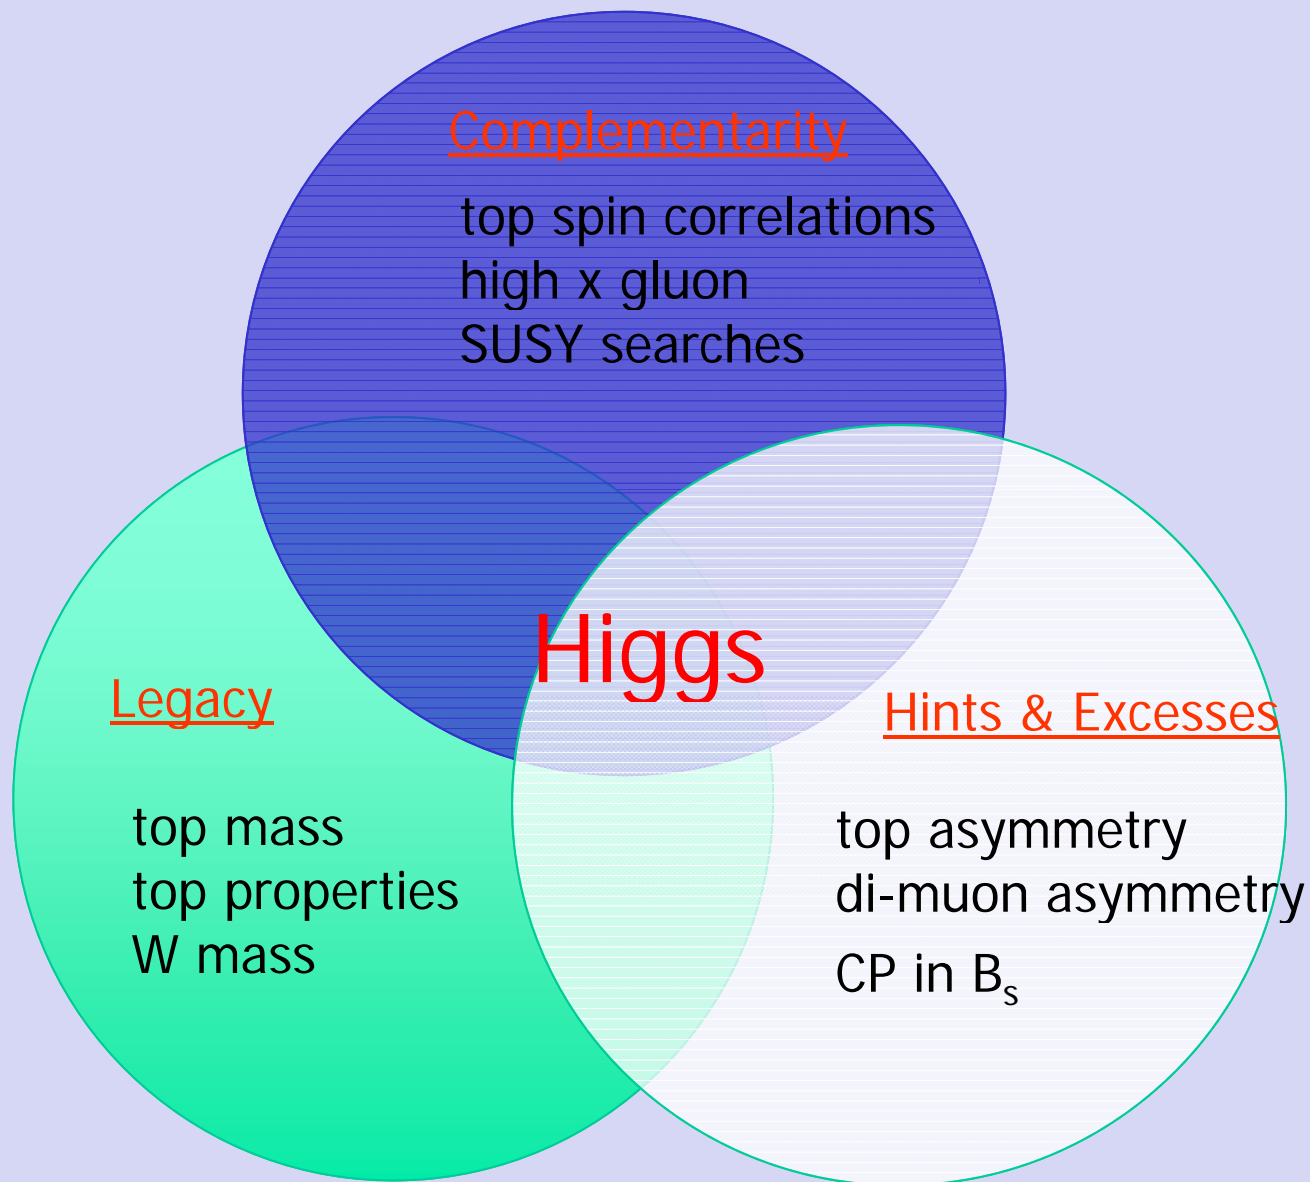 Complementarity
top spin correlations
high x gluon
SUSY searches
Higgs
Legacy
top mass
top properties
W mass
Hints & Excesses
top asymmetry
di-muon asymmetry
CP in Bₛ